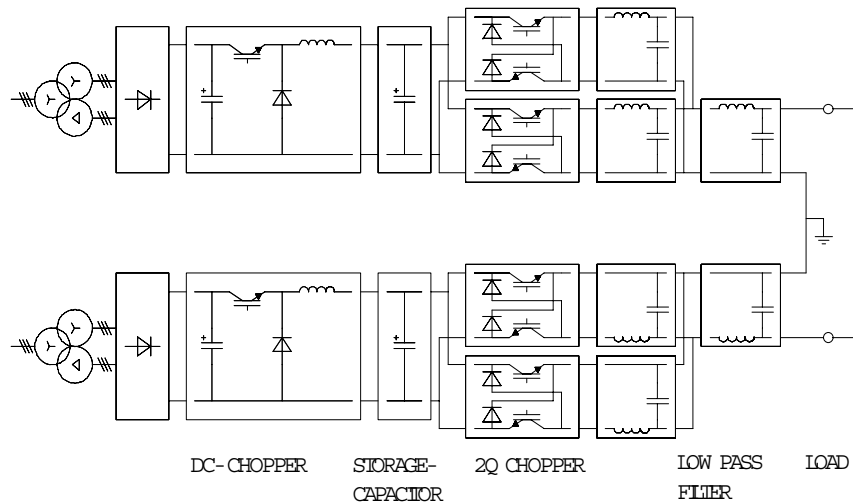 DC-CHOPPER STORAGE- 2Q CHOPPER LOW PASS LOAD
CAPACITOR FILTER